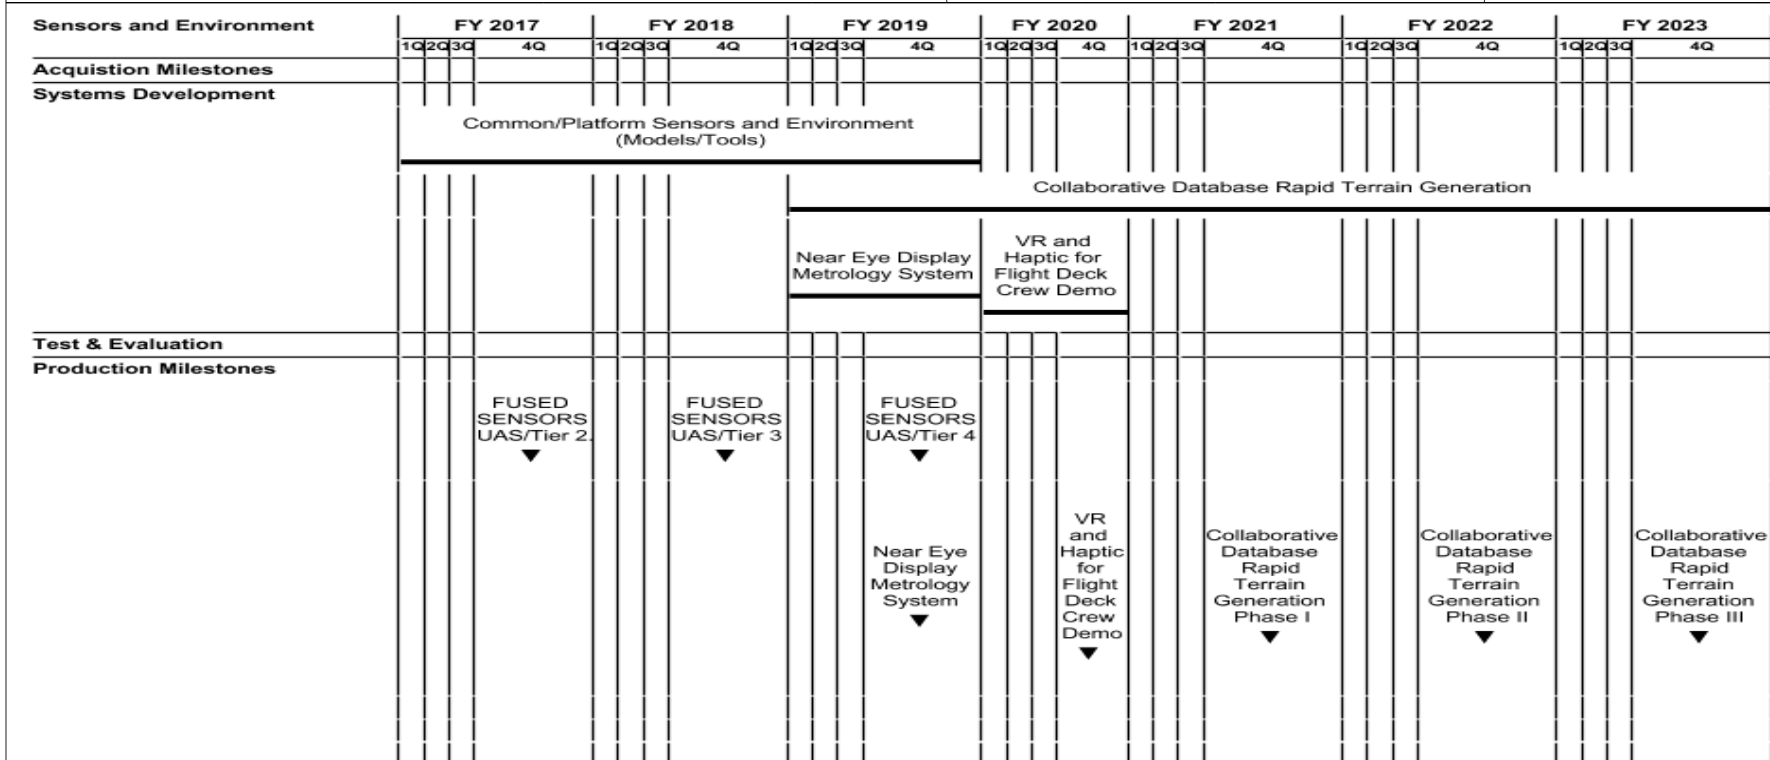 Sensors and Environment FY 2017 FY 2018 FY 2019 FY 2020 FY 2021 FY 2022 FY 2023
1Q 2Q 3Q 4Q 1Q 2Q 3Q 4Q 1Q 2Q 3Q 4Q 1Q 2Q 3Q 4Q 1Q 2Q 3Q 4Q 1Q 2Q 3Q 4Q 1Q 2Q 3Q 4Q
Acquistion Milestones
Systems Development
Common/Platform Sensors and Environment
(Models/Tools)
Collaborative Database Rapid Terrain Generation
Near Eye Display
Metrology System
VR and
Haptic for
Flight Deck
Crew Demo
Test & Evaluation
Production Milestones
FUSED
SENSORS
UAS/Tier 2.
FUSED
SENSORS
UAS/Tier 3
FUSED
SENSORS
UAS/Tier 4
Near Eye
Display
Metrology
System
VR
and
Haptic
for
Flight
Deck
Crew
Demo
Collaborative
Database
Rapid
Terrain
Generation
Phase I
Collaborative
Database
Rapid
Terrain
Generation
Phase II
Collaborative
Database
Rapid
Terrain
Generation
Phase III